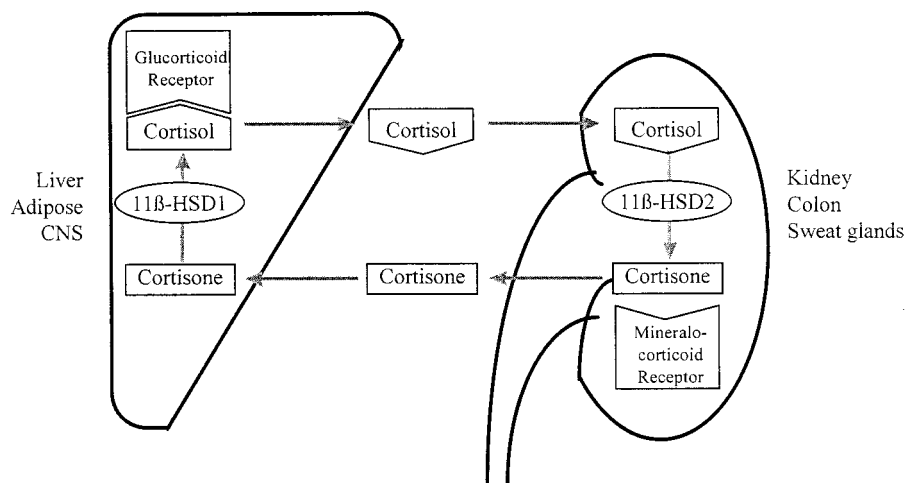 Glucorticoid
Receptor
Cortisol
Cortisol
Cortisol
Liver
Adipose
CNS
11ß-HSD1
11ß-HSD2
Kidney
Colon
Sweat glands
Cortisone
Cortisone
Cortisone
Mineralo-
corticoid
Receptor